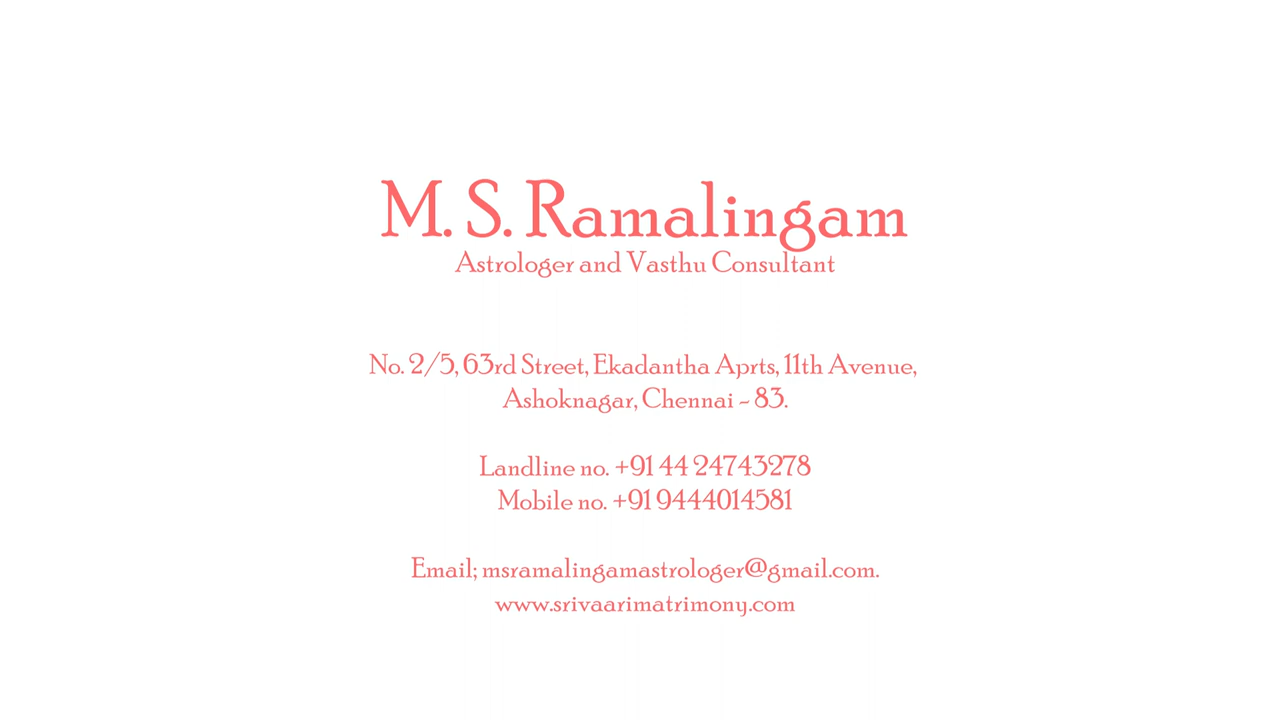 M. S. Ramalingam
Astrologer and Vasthu Consultant
No. 2/5, 63rd Street, Ekadantha Aprts, 11th Avenue,
Ashoknagar, Chennai - 83.
Landline no. +91 44 24743278
Mobile no. +91 9444014581
Email; msramalingamastrologer@gmail.com.
www.srivaarimatrimony.com